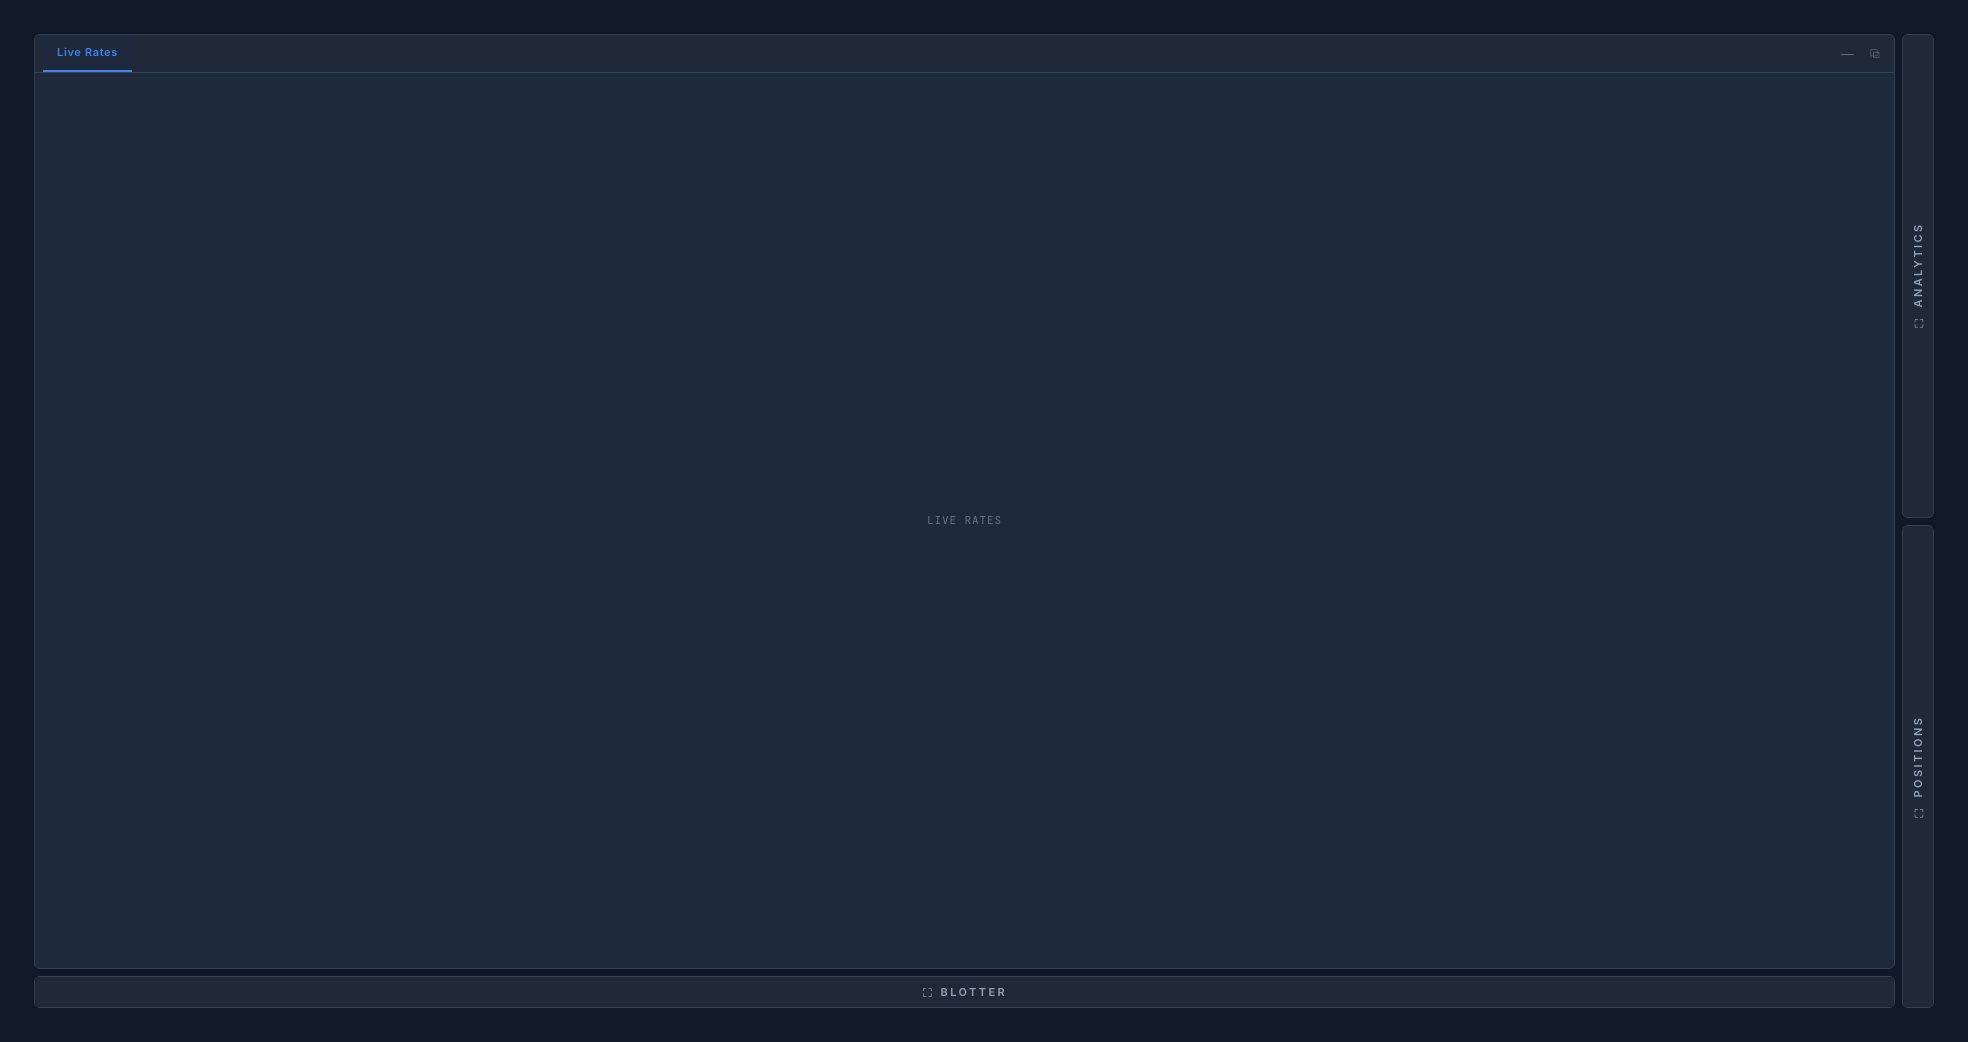 Live Rates
ANALYTICS
LIVE RATES
POSITIONS
BLOTTER